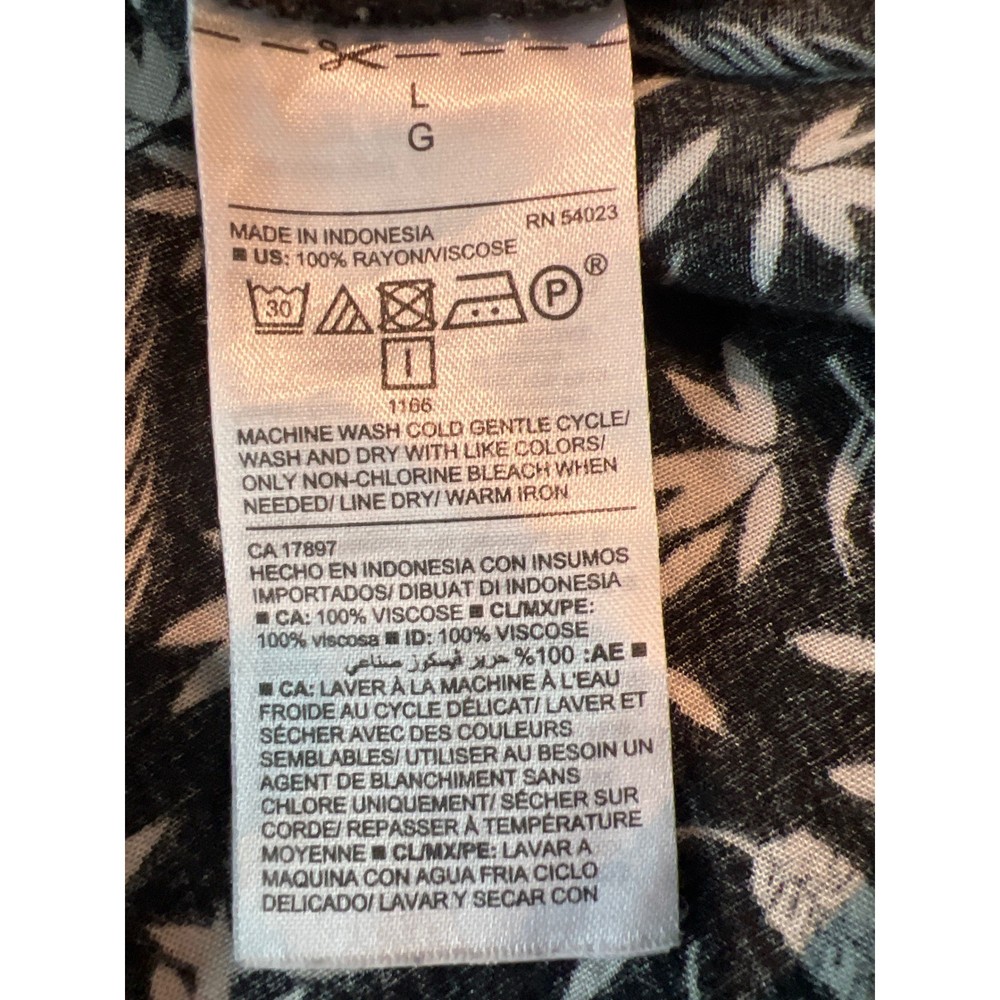 L
G
RN 54023
MADE IN INDONESIA
■ US: 100% RAYON/VISCOSE
30 P ®
1166
MACHINE WASH COLD GENTLE CYCLE/
WASH AND DRY WITH LIKE COLORS/
ONLY NON-CHLORINE BLEACH WHEN
NEEDED/ LINE DRY/ WARM IRON
CA 17897
HECHO EN INDONESIA CON INSUMOS
IMPORTADOS/ DIBUAT DI INDONESIA
■ CA: 100% VISCOSE ■ CL/MX/PE:
100% viscosa ■ ID: 100% VISCOSE
■ AE: 100% حرير فيسكوز صناعي
■ CA: LAVER À LA MACHINE À L'EAU
FROIDE AU CYCLE DÉLICAT/ LAVER ET
SÉCHER AVEC DES COULEURS
SEMBLABLES/ UTILISER AU BESOIN UN
AGENT DE BLANCHIMENT SANS
CHLORE UNIQUEMENT/ SÉCHER SUR
CORDE/ REPASSER À TEMPÉRATURE
MOYENNE ■ CL/MX/PE: LAVAR A
MAQUINA CON AGUA FRIA CICLO
DELICADO/ LAVAR Y SECAR CON